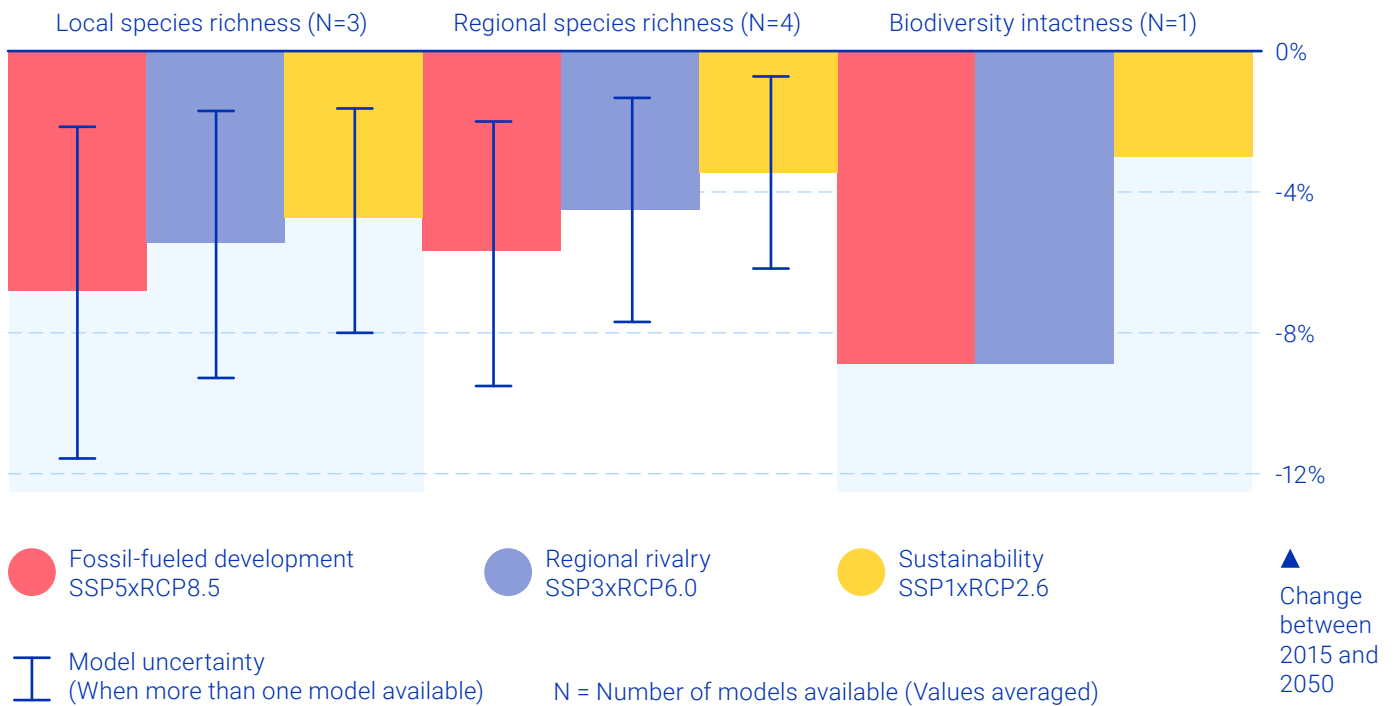 Local species richness (N=3)
Regional species richness (N=4)
Biodiversity intactness (N=1)
0%
-4%
-8%
-12%
Fossil-fueled development
SSP5xRCP8.5
Regional rivalry
SSP3xRCP6.0
Sustainability
SSP1xRCP2.6
Change
between
2015 and
2050
Model uncertainty
(When more than one model available)
N = Number of models available (Values averaged)